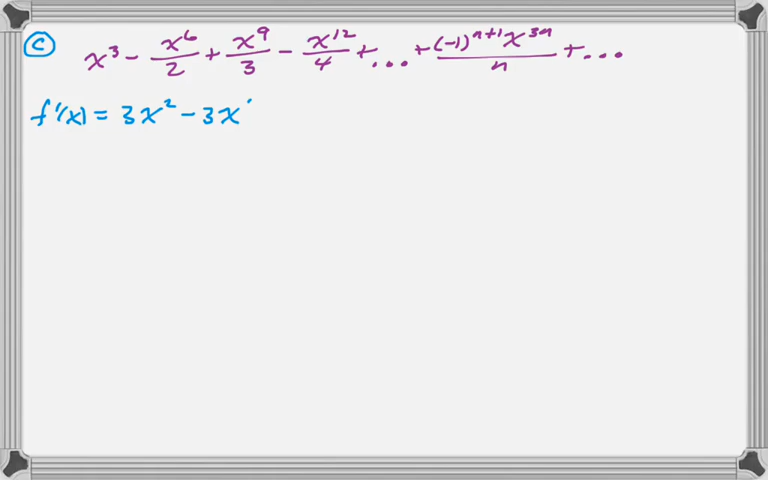 ⓒ x³ - x⁶/2 + x⁹/3 - x¹²/4 + ... + (-1)ⁿ⁺¹x³ⁿ/n + ...
f'(x) = 3x² - 3x